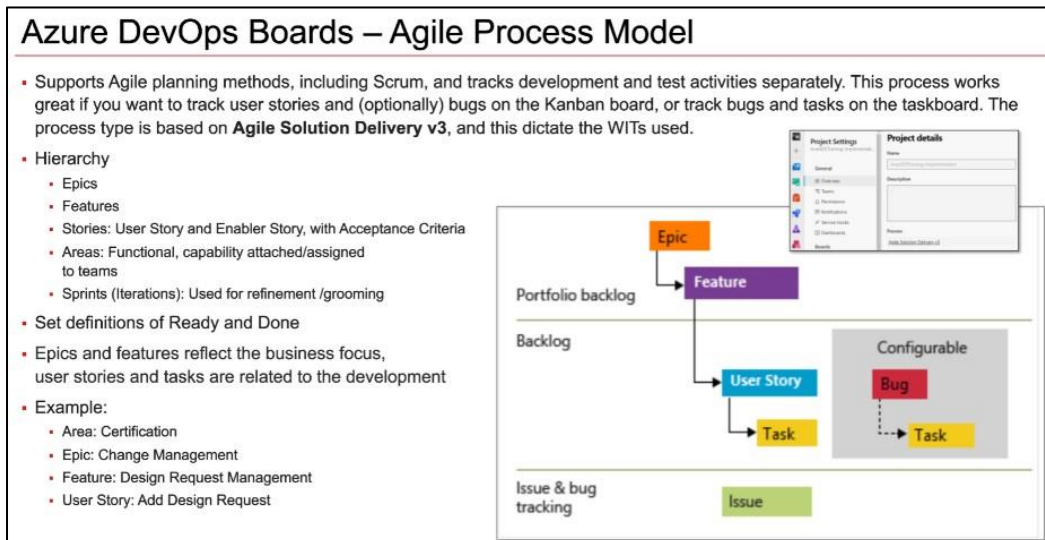 Azure DevOps Boards – Agile Process Model
▪ Supports Agile planning methods, including Scrum, and tracks development and test activities separately. This process works
great if you want to track user stories and (optionally) bugs on the Kanban board, or track bugs and tasks on the taskboard. The
process type is based on Agile Solution Delivery v3, and this dictate the WITs used.
▪ Hierarchy
▪ Epics
▪ Features
▪ Stories: User Story and Enabler Story, with Acceptance Criteria
▪ Areas: Functional, capability attached/assigned
to teams
▪ Sprints (Iterations): Used for refinement /grooming
▪ Set definitions of Ready and Done
▪ Epics and features reflect the business focus,
user stories and tasks are related to the development
▪ Example:
▪ Area: Certification
▪ Epic: Change Management
▪ Feature: Design Request Management
▪ User Story: Add Design Request
Project Settings
General
Overview
Teams
Permissions
Notifications
Service hooks
Dashboards
Boards
Project details
Name
Description
Process
Agile Solution Delivery v3
Epic
Feature
Portfolio backlog
Backlog
Configurable
User Story
Bug
Task
Task
Issue & bug
tracking
Issue